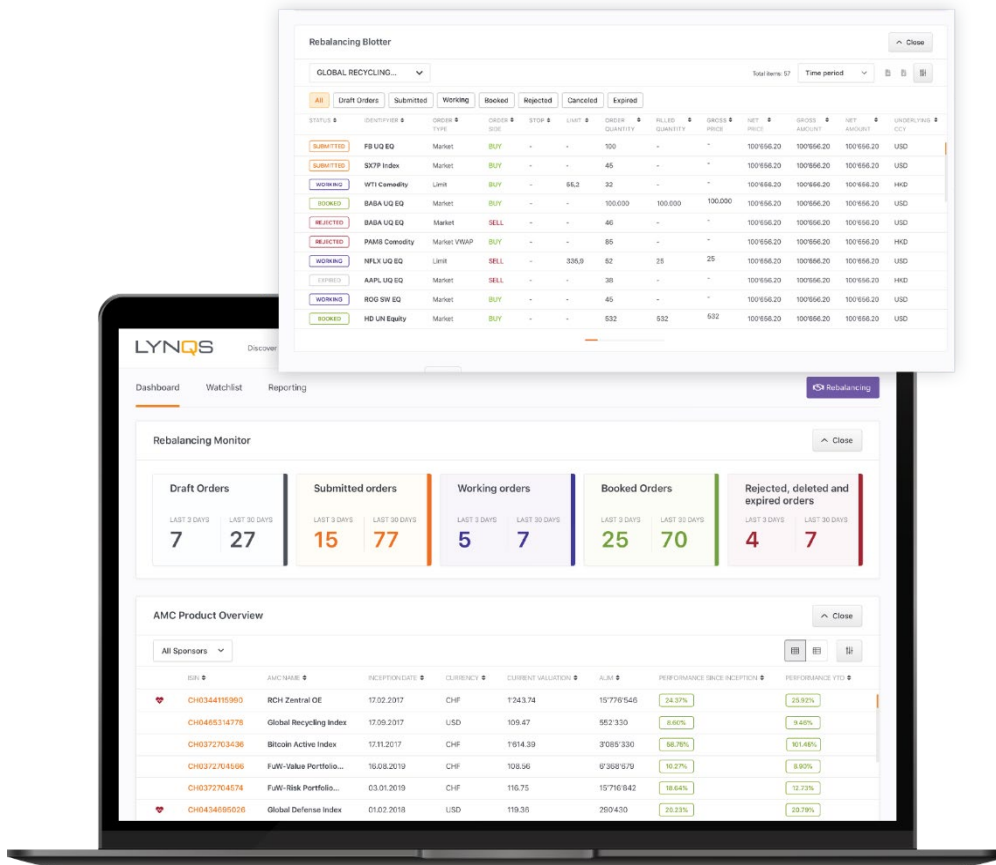 Rebalancing Blotter
Close
GLOBAL RECYCLING...
Total items: 57
Time period
All Draft Orders Submitted Working Booked Rejected Canceled Expired
STATUS IDENTIFYIER ORDER TYPE ORDER SIDE STOP LIMIT ORDER QUANTITY FILLED QUANTITY GROSS PRICE NET PRICE GROSS AMOUNT NET AMOUNT UNDERLYING CCY
SUBMITTED FB UQ EQ Market BUY - - 100 - - 100'656.20 100'656.20 100'656.20 USD
SUBMITTED SX7P Index Market BUY - - 45 - - 100'656.20 100'656.20 100'656.20 USD
WORKING WTI Comodity Limit BUY - 55,2 32 - - 100'656.20 100'656.20 100'656.20 HKD
BOOKED BABA UQ EQ Market BUY - - 100.000 100.000 100.000 100'656.20 100'656.20 100'656.20 USD
REJECTED BABA UQ EQ Market SELL - - 46 - - 100'656.20 100'656.20 100'656.20 USD
REJECTED PAMB Comodity Market VWAP BUY - - 85 - - 100'656.20 100'656.20 100'656.20 HKD
WORKING NFLX UQ EQ Limit SELL - 335,9 52 25 25 100'656.20 100'656.20 100'656.20 USD
EXPIRED AAPL UQ EQ Market SELL - - 38 - - 100'656.20 100'656.20 100'656.20 HKD
WORKING ROG SW EQ Market BUY - - 45 - - 100'656.20 100'656.20 100'656.20 USD
BOOKED HD UN Equity Market BUY - - 532 532 532 100'656.20 100'656.20 100'656.20 USD
LYNQS
Discover
Dashboard Watchlist Reporting
Rebalancing
Rebalancing Monitor
Close
Draft Orders
LAST 3 DAYS LAST 30 DAYS
7 27
Submitted orders
LAST 3 DAYS LAST 30 DAYS
15 77
Working orders
LAST 3 DAYS LAST 30 DAYS
5 7
Booked Orders
LAST 3 DAYS LAST 30 DAYS
25 70
Rejected, deleted and
expired orders
LAST 3 DAYS LAST 30 DAYS
4 7
AMC Product Overview
Close
All Sponsors
ISIN AMC NAME INCEPTION DATE CURRENCY CURRENT VALUATION AUM PERFORMANCE SINCE INCEPTION PERFORMANCE YTD
CH0344115990 RCH Zentral OE 17.02.2017 CHF 1'243.74 15'776'546 24.37% 25.92%
CH0465314778 Global Recycling Index 17.09.2017 USD 109.47 552'330 8.60% 9.46%
CH0372703436 Bitcoin Active Index 17.11.2017 CHF 1'614.39 3'085'330 58.76% 101.46%
CH0372704566 FuW-Value Portfolio... 16.08.2019 CHF 108.56 6'368'679 10.27% 8.90%
CH0372704574 FuW-Risk Portfolio... 03.01.2019 CHF 116.75 15'716'842 18.64% 12.73%
CH0434695026 Global Defense Index 01.02.2018 USD 119.36 290'430 20.23% 20.79%